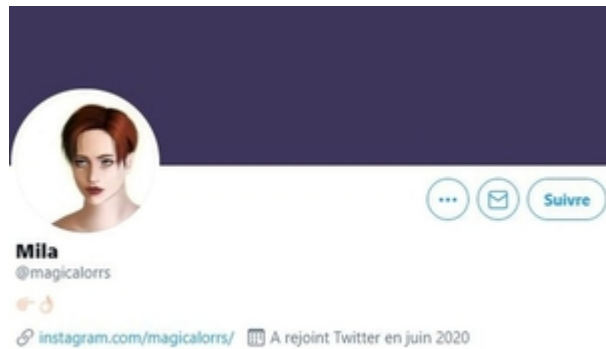 Suivre
Mila
@magicalorrs
👉🏻👌🏻
instagram.com/magicalorrs/ A rejoint Twitter en juin 2020